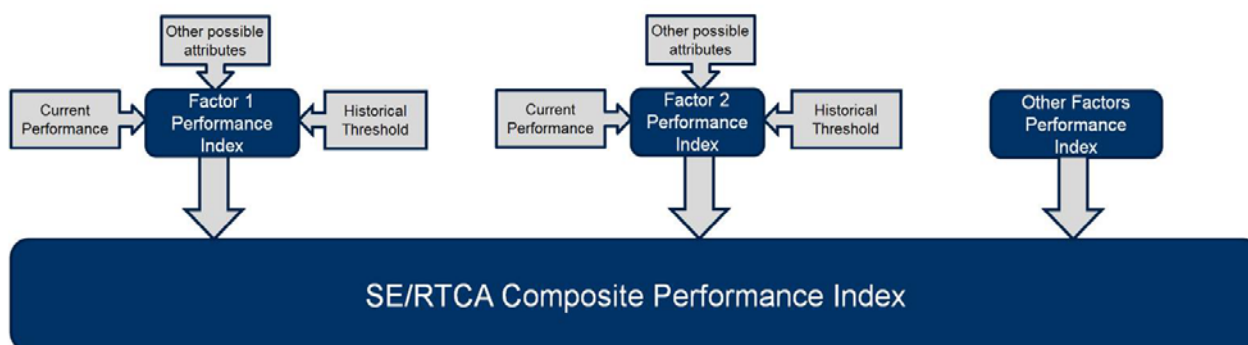 Other possible
attributes
Current
Performance
Factor 1
Performance
Index
Historical
Threshold
Other possible
attributes
Current
Performance
Factor 2
Performance
Index
Historical
Threshold
Other Factors
Performance
Index
SE/RTCA Composite Performance Index